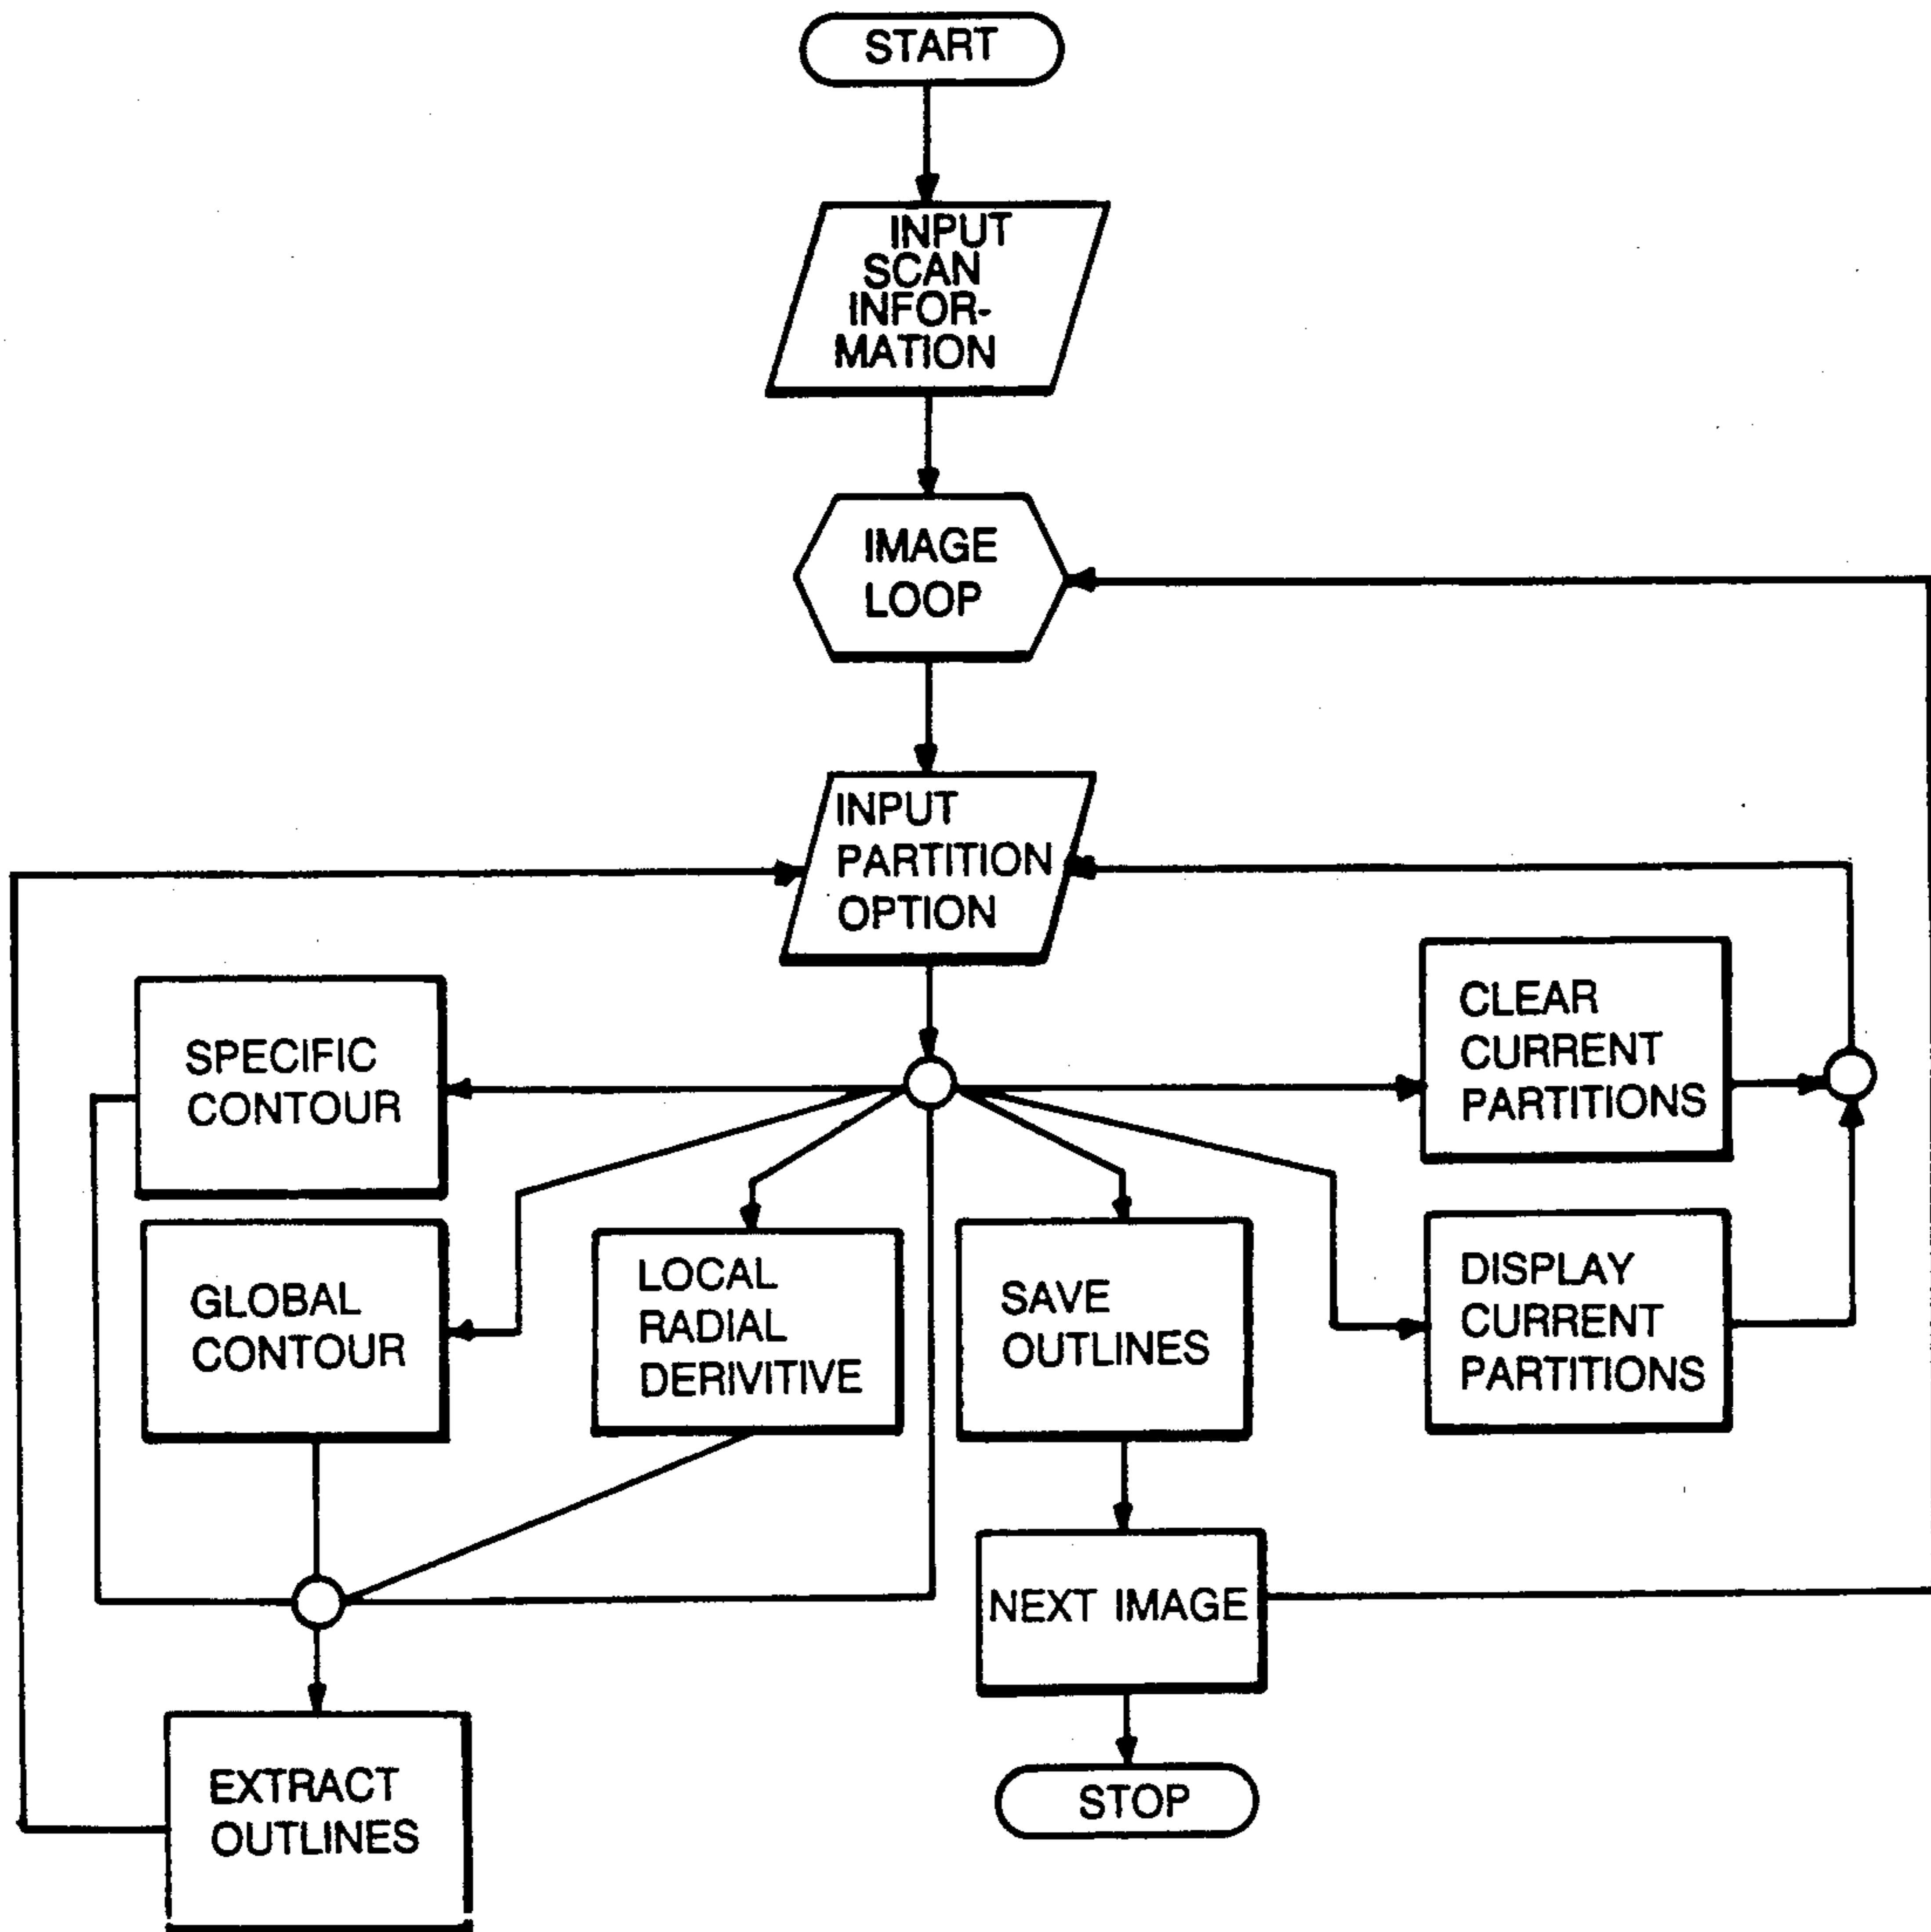 START
INPUT
SCAN
INFOR-
MATION
IMAGE
LOOP
INPUT
PARTITION
OPTION
SPECIFIC
CONTOUR
CLEAR
CURRENT
PARTITIONS
GLOBAL
CONTOUR
LOCAL
RADIAL
DERIVITIVE
SAVE
OUTLINES
DISPLAY
CURRENT
PARTITIONS
NEXT IMAGE
EXTRACT
OUTLINES
STOP